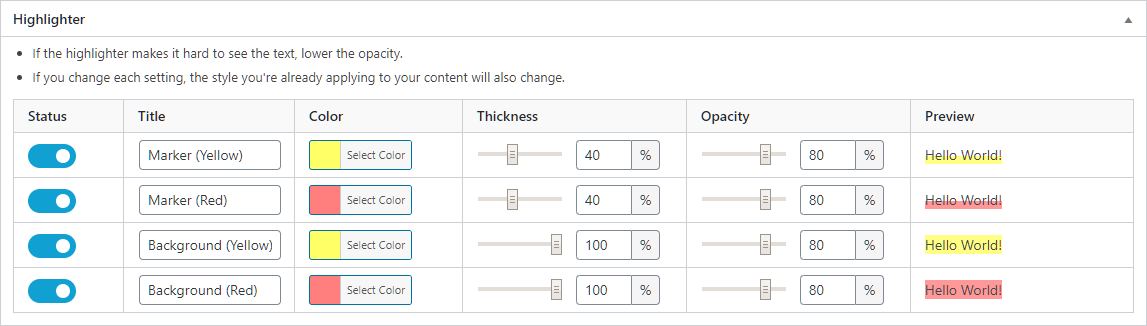 Highlighter
If the highlighter makes it hard to see the text, lower the opacity.
If you change each setting, the style you're already applying to your content will also change.
Status Title Color Thickness Opacity Preview
Marker (Yellow) Select Color 40 % 80 % Hello World!
Marker (Red) Select Color 40 % 80 % Hello World!
Background (Yellow) Select Color 100 % 80 % Hello World!
Background (Red) Select Color 100 % 80 % Hello World!